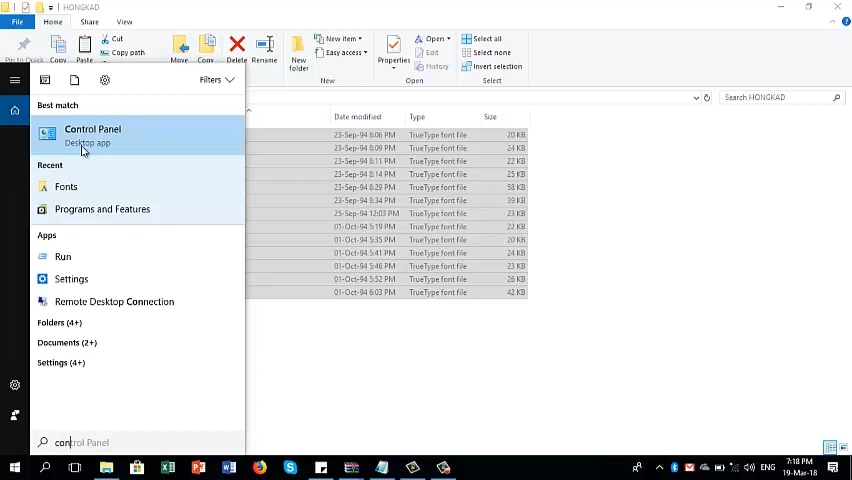 HONGKAD
File Home Share View
Pin to Quick Copy Paste Cut Copy path Move Copy Delete Rename New folder New item Easy access Properties Open Edit History Select all Select none Invert selection
New Open Select
Filters
Search HONGKAD
Best match
Control Panel
Desktop app
Recent
Fonts
Programs and Features
Apps
Run
Settings
Remote Desktop Connection
Folders (4+)
Documents (2+)
Settings (4+)
control Panel
Date modified Type Size
23-Sep-94 8:06 PM TrueType font file 20 KB
23-Sep-94 8:09 PM TrueType font file 24 KB
23-Sep-94 8:11 PM TrueType font file 22 KB
23-Sep-94 8:14 PM TrueType font file 25 KB
23-Sep-94 8:29 PM TrueType font file 58 KB
23-Sep-94 8:34 PM TrueType font file 39 KB
25-Sep-94 12:03 PM TrueType font file 23 KB
01-Oct-94 5:19 PM TrueType font file 22 KB
01-Oct-94 5:35 PM TrueType font file 20 KB
01-Oct-94 5:41 PM TrueType font file 24 KB
01-Oct-94 5:46 PM TrueType font file 23 KB
01-Oct-94 5:52 PM TrueType font file 26 KB
01-Oct-94 6:03 PM TrueType font file 42 KB
ENG
7:18 PM
19-Mar-18